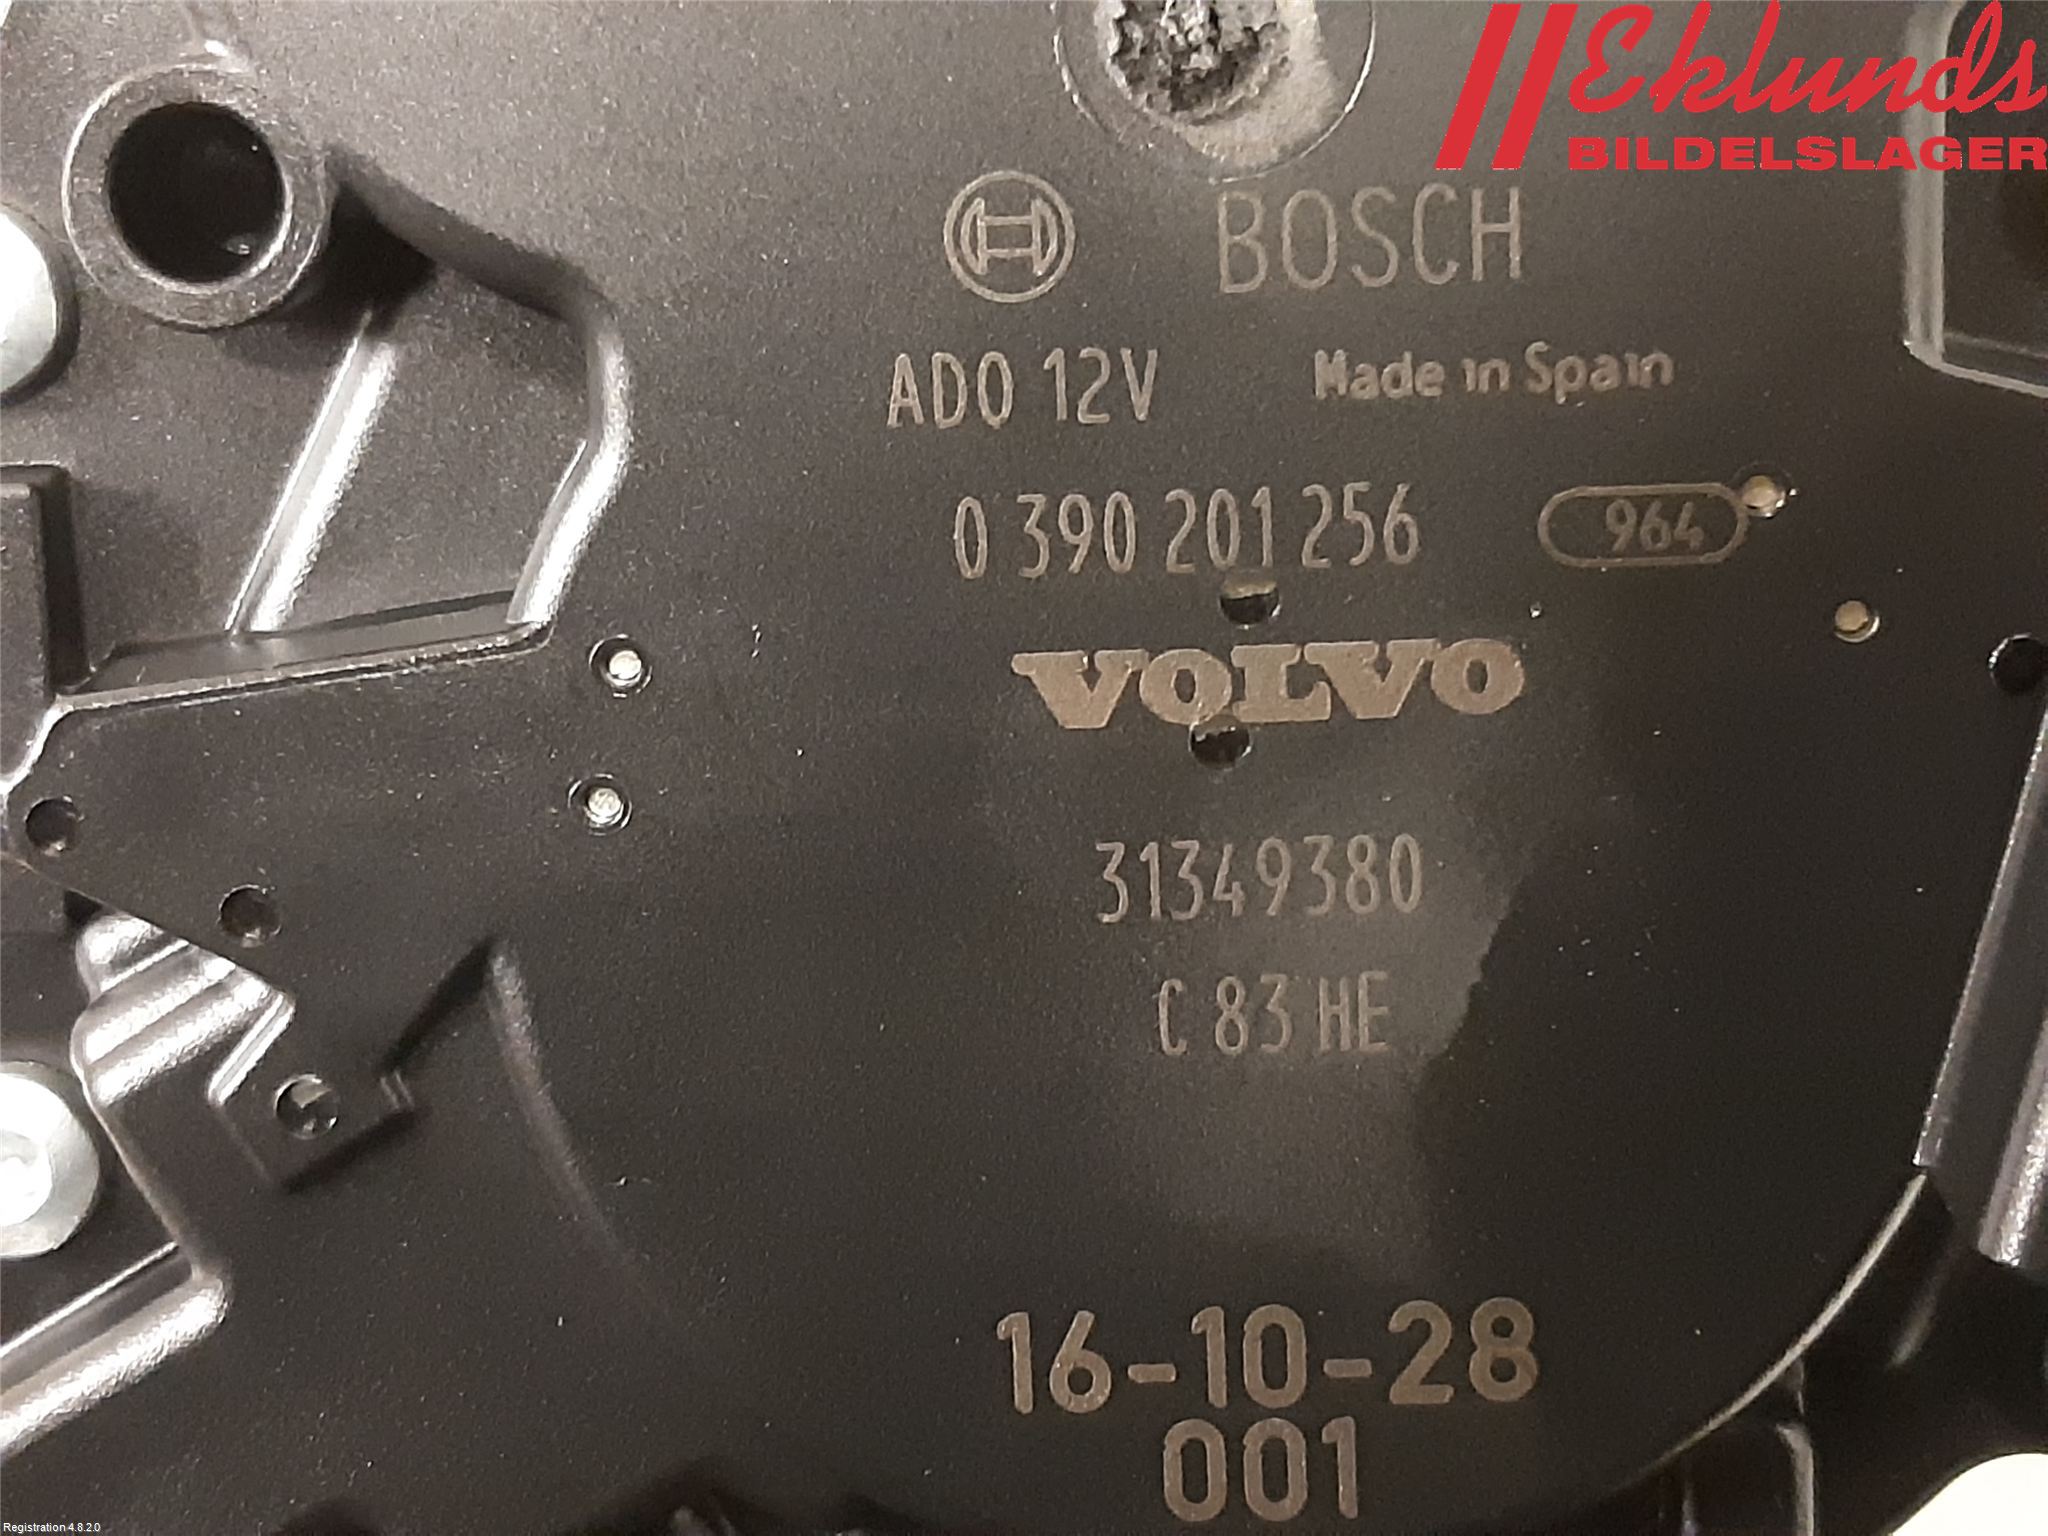 Eklunds
BILDELSLAGER
BOSCH
ADO 12V Made in Spain
0 390 201 256 964
VOLVO
31349380
C 83 HE
16-10-28
001
Registration 4.8.2.0